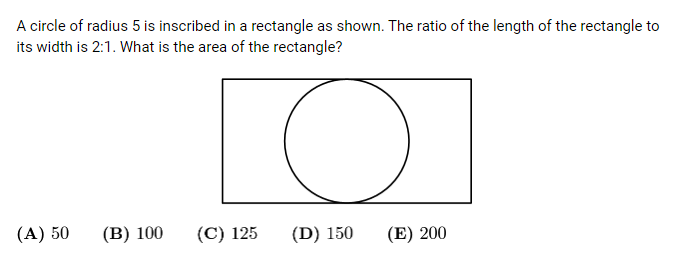 A circle of radius 5 is inscribed in a rectangle as shown. The ratio of the length of the rectangle to
its width is 2:1. What is the area of the rectangle?
(A) 50 (B) 100 (C) 125 (D) 150 (E) 200